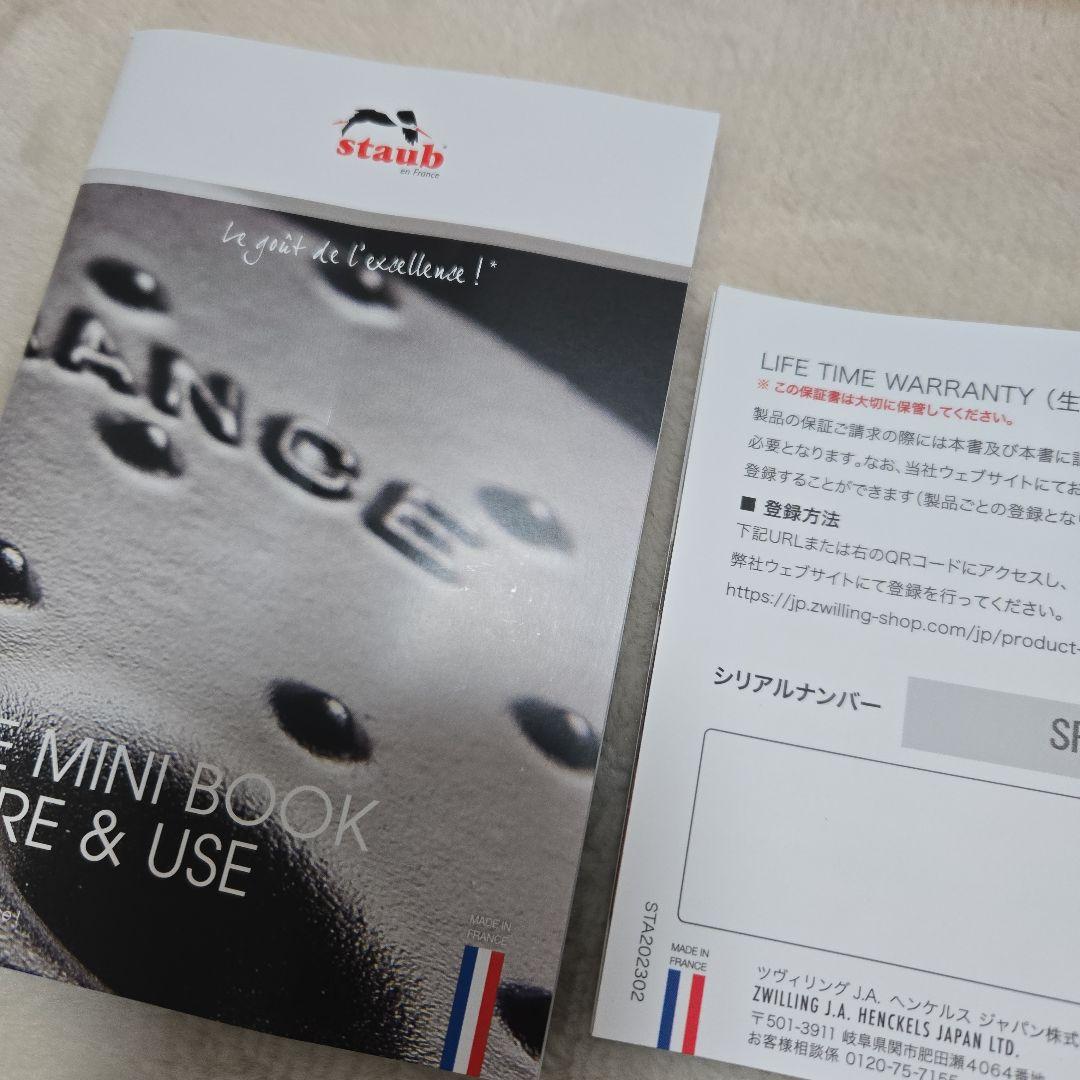 staub
en France
Le goût de l'excellence !*
ANCE
MINI BOOK
& USE
MADE IN
FRANCE
LIFE TIME WARRANTY（生
※ この保証書は大切に保管してください。
製品の保証ご請求の際には本書及び本書に
必要となります。なお、当社ウェブサイトにてお
登録することができます（製品ごとの登録とな
■ 登録方法
下記URLまたは右のQRコードにアクセスし、
弊社ウェブサイトにて登録を行ってください。
https://jp.zwilling-shop.com/jp/product-
シリアルナンバー
STA202302
MADE IN
FRANCE
ツヴィリング J.A. ヘンケルス ジャパン株式
ZWILLING J.A. HENCKELS JAPAN LTD.
〒501-3911 岐阜県関市肥田瀬4064番地
お客様相談係 0120-75-7155